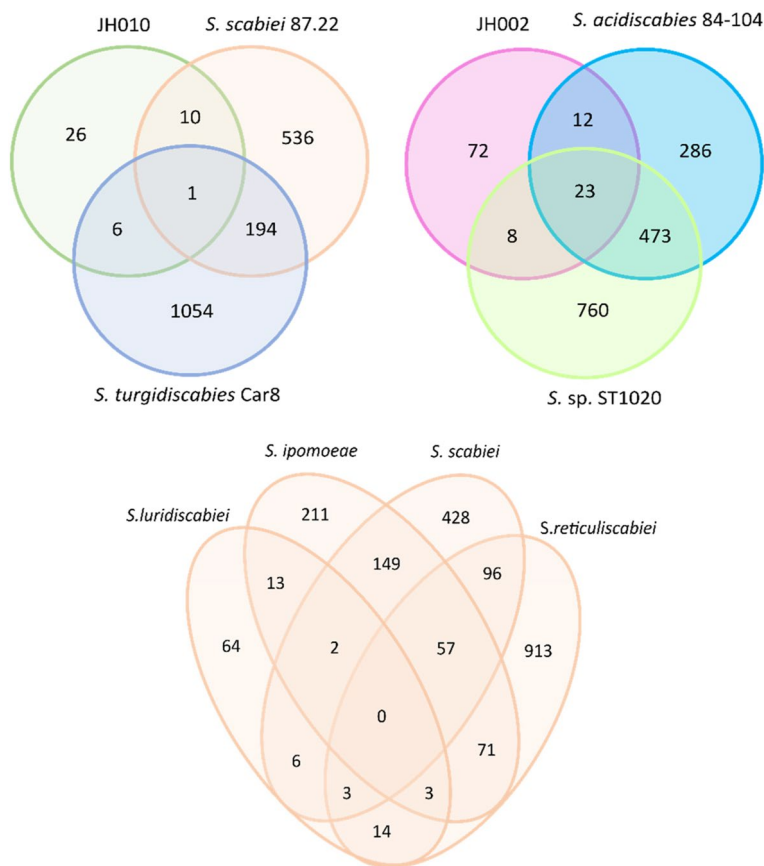 JH010
S. scabiei 87.22
26
10
536
1
6
194
1054
S. turgidiscabies Car8
JH002
S. acidiscabies 84-104
72
12
286
23
8
473
760
S. sp. ST1020
S. ipomoeae
S. scabiei
S.luridiscabiei
S.reticuliscabiei
211
428
149
13
96
64
2
57
913
0
6
71
3
3
14